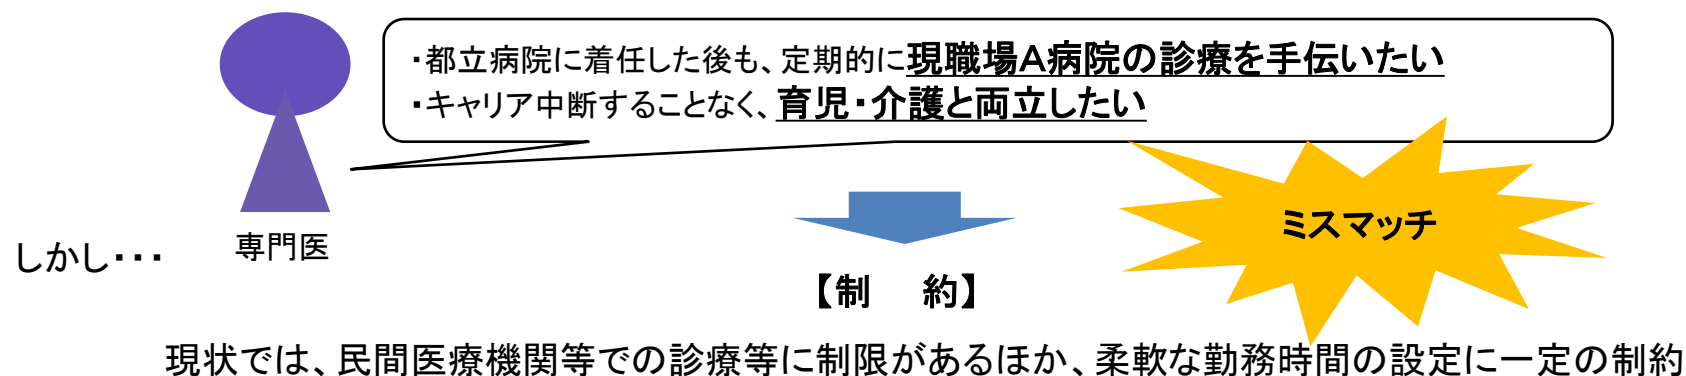 ・都立病院に着任した後も、定期的に現職場A病院の診療を手伝いたい
・キャリア中断することなく、育児・介護と両立したい
ミスマッチ
専門医
しかし・・・
【制　約】
現状では、民間医療機関等での診療等に制限があるほか、柔軟な勤務時間の設定に一定の制約